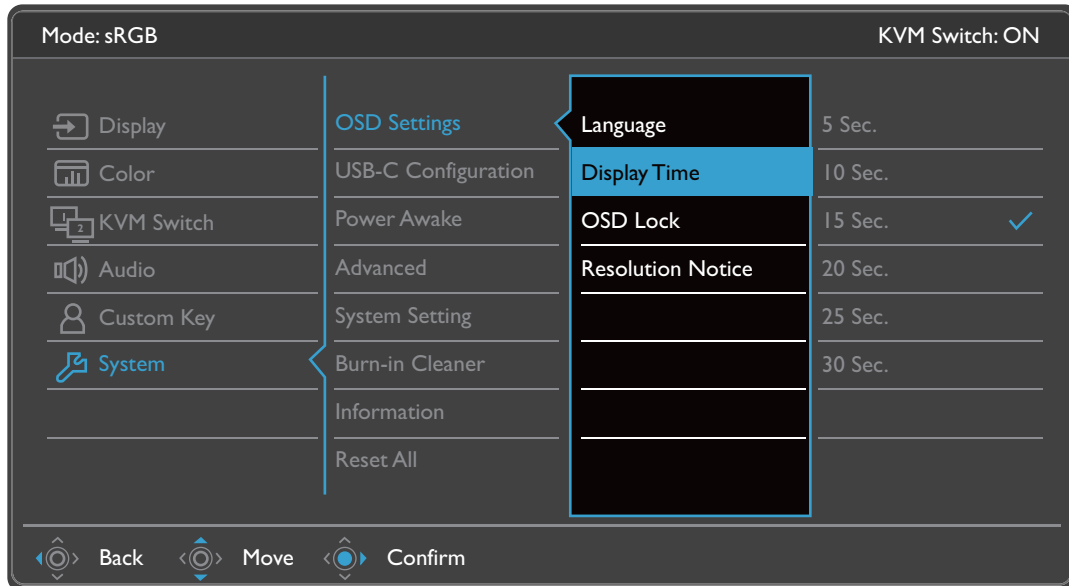 Mode: sRGB
KVM Switch: ON
Display
Color
1 2 KVM Switch
Audio
Custom Key
System
OSD Settings
USB-C Configuration
Power Awake
Advanced
System Setting
Burn-in Cleaner
Information
Reset All
Language
Display Time
OSD Lock
Resolution Notice
5 Sec.
10 Sec.
15 Sec.
20 Sec.
25 Sec.
30 Sec.
Back Move Confirm